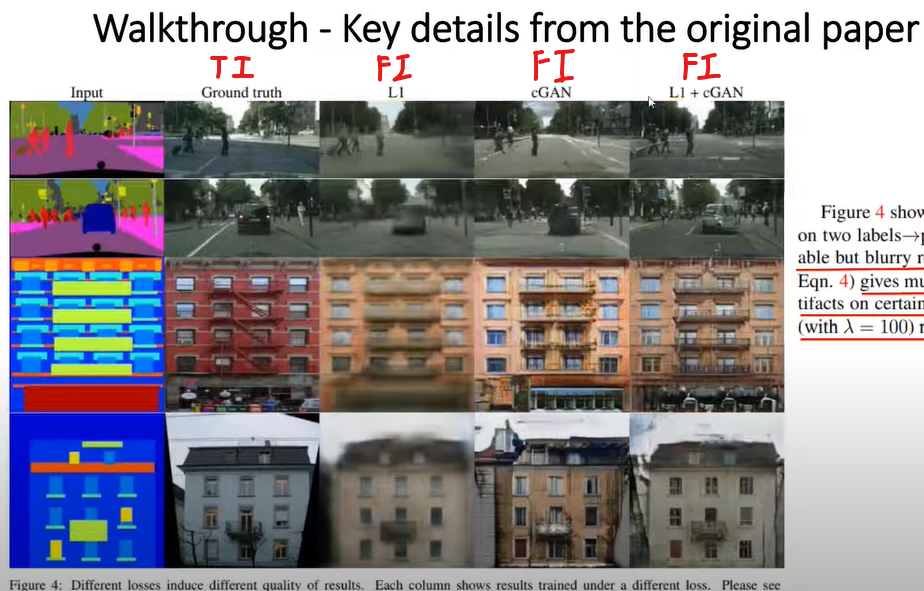 Walkthrough - Key details from the original paper
TI FI FI FI
Input Ground truth L1 cGAN L1 + cGAN
Figure 4 show
on two labels→p
able but blurry r
Eqn. 4) gives mu
tifacts on certain
(with λ = 100) r
Figure 4: Different losses induce different quality of results. Each column shows results trained under a different loss. Please see